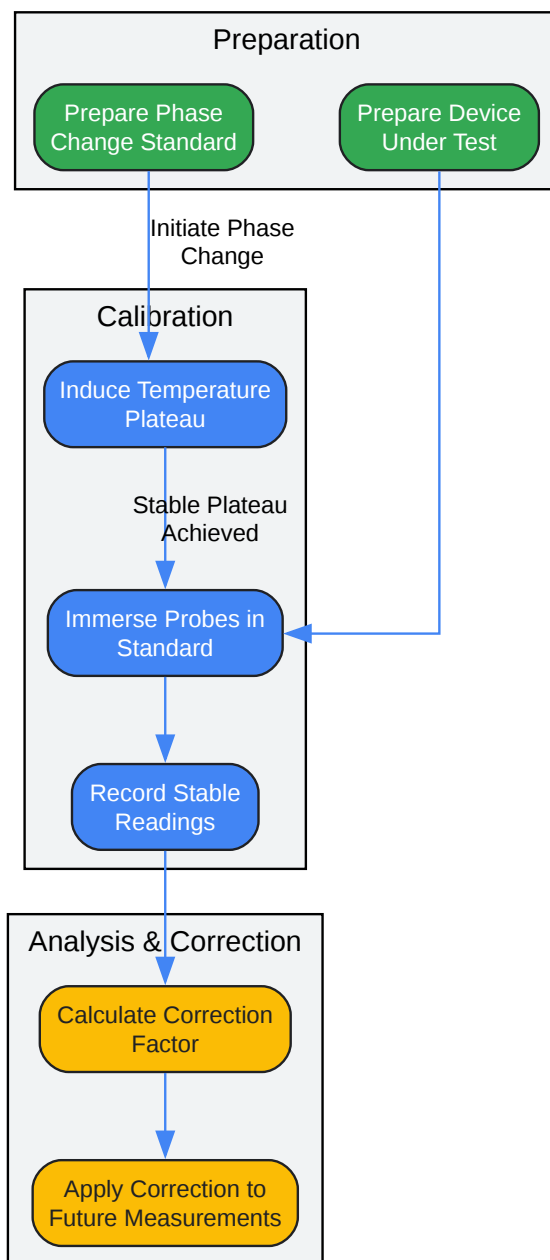 Preparation
Prepare Phase
Change Standard
Prepare Device
Under Test
Initiate Phase
Change
Calibration
Induce Temperature
Plateau
Stable Plateau
Achieved
Immerse Probes in
Standard
Record Stable
Readings
Analysis & Correction
Calculate Correction
Factor
Apply Correction to
Future Measurements